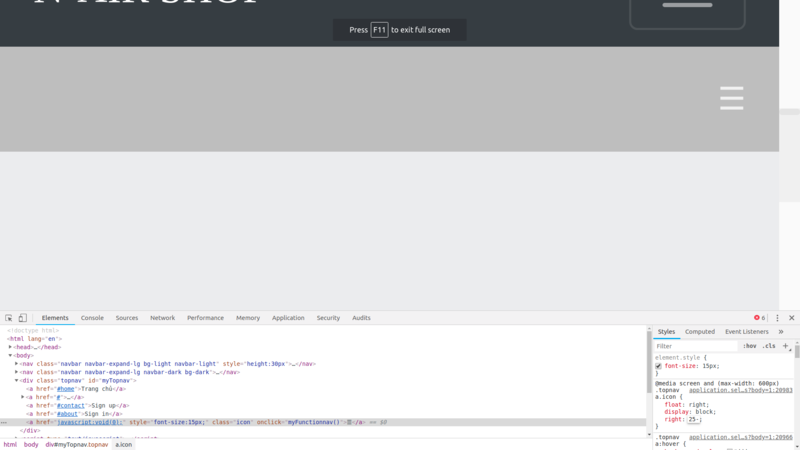 N-AIR SHOP
Press F11 to exit full screen
Elements Console Sources Network Performance Memory Application Security Audits 6
<!doctype html>
<html lang="en">
<head>…</head>
<body>
<nav class="navbar navbar-expand-lg bg-light navbar-light" style="height:30px">…</nav>
<nav class="navbar navbar-expand-lg navbar-dark bg-dark">…</nav>
<div class="topnav" id="myTopnav">
<a href="#home">Trang chủ</a>
<a href="#">…</a>
<a href="#contact">Sign up</a>
<a href="#about">Sign in</a>
… <a href="javascript:void(0);" style="font-size:15px;" class="icon" onclick="myFunctionnav()">☰</a> == $0
</div>
html body div#myTopnav.topnav a.icon
Styles Computed Event Listeners »
Filter :hov .cls +
element.style {
font-size: 15px;
}
@media screen and (max-width: 600px)
.topnav application.sel…s?body=1:20983
a.icon {
float: right;
display: block;
right: 25-;
}
.topnav application.sel…s?body=1:20966
a:hover {